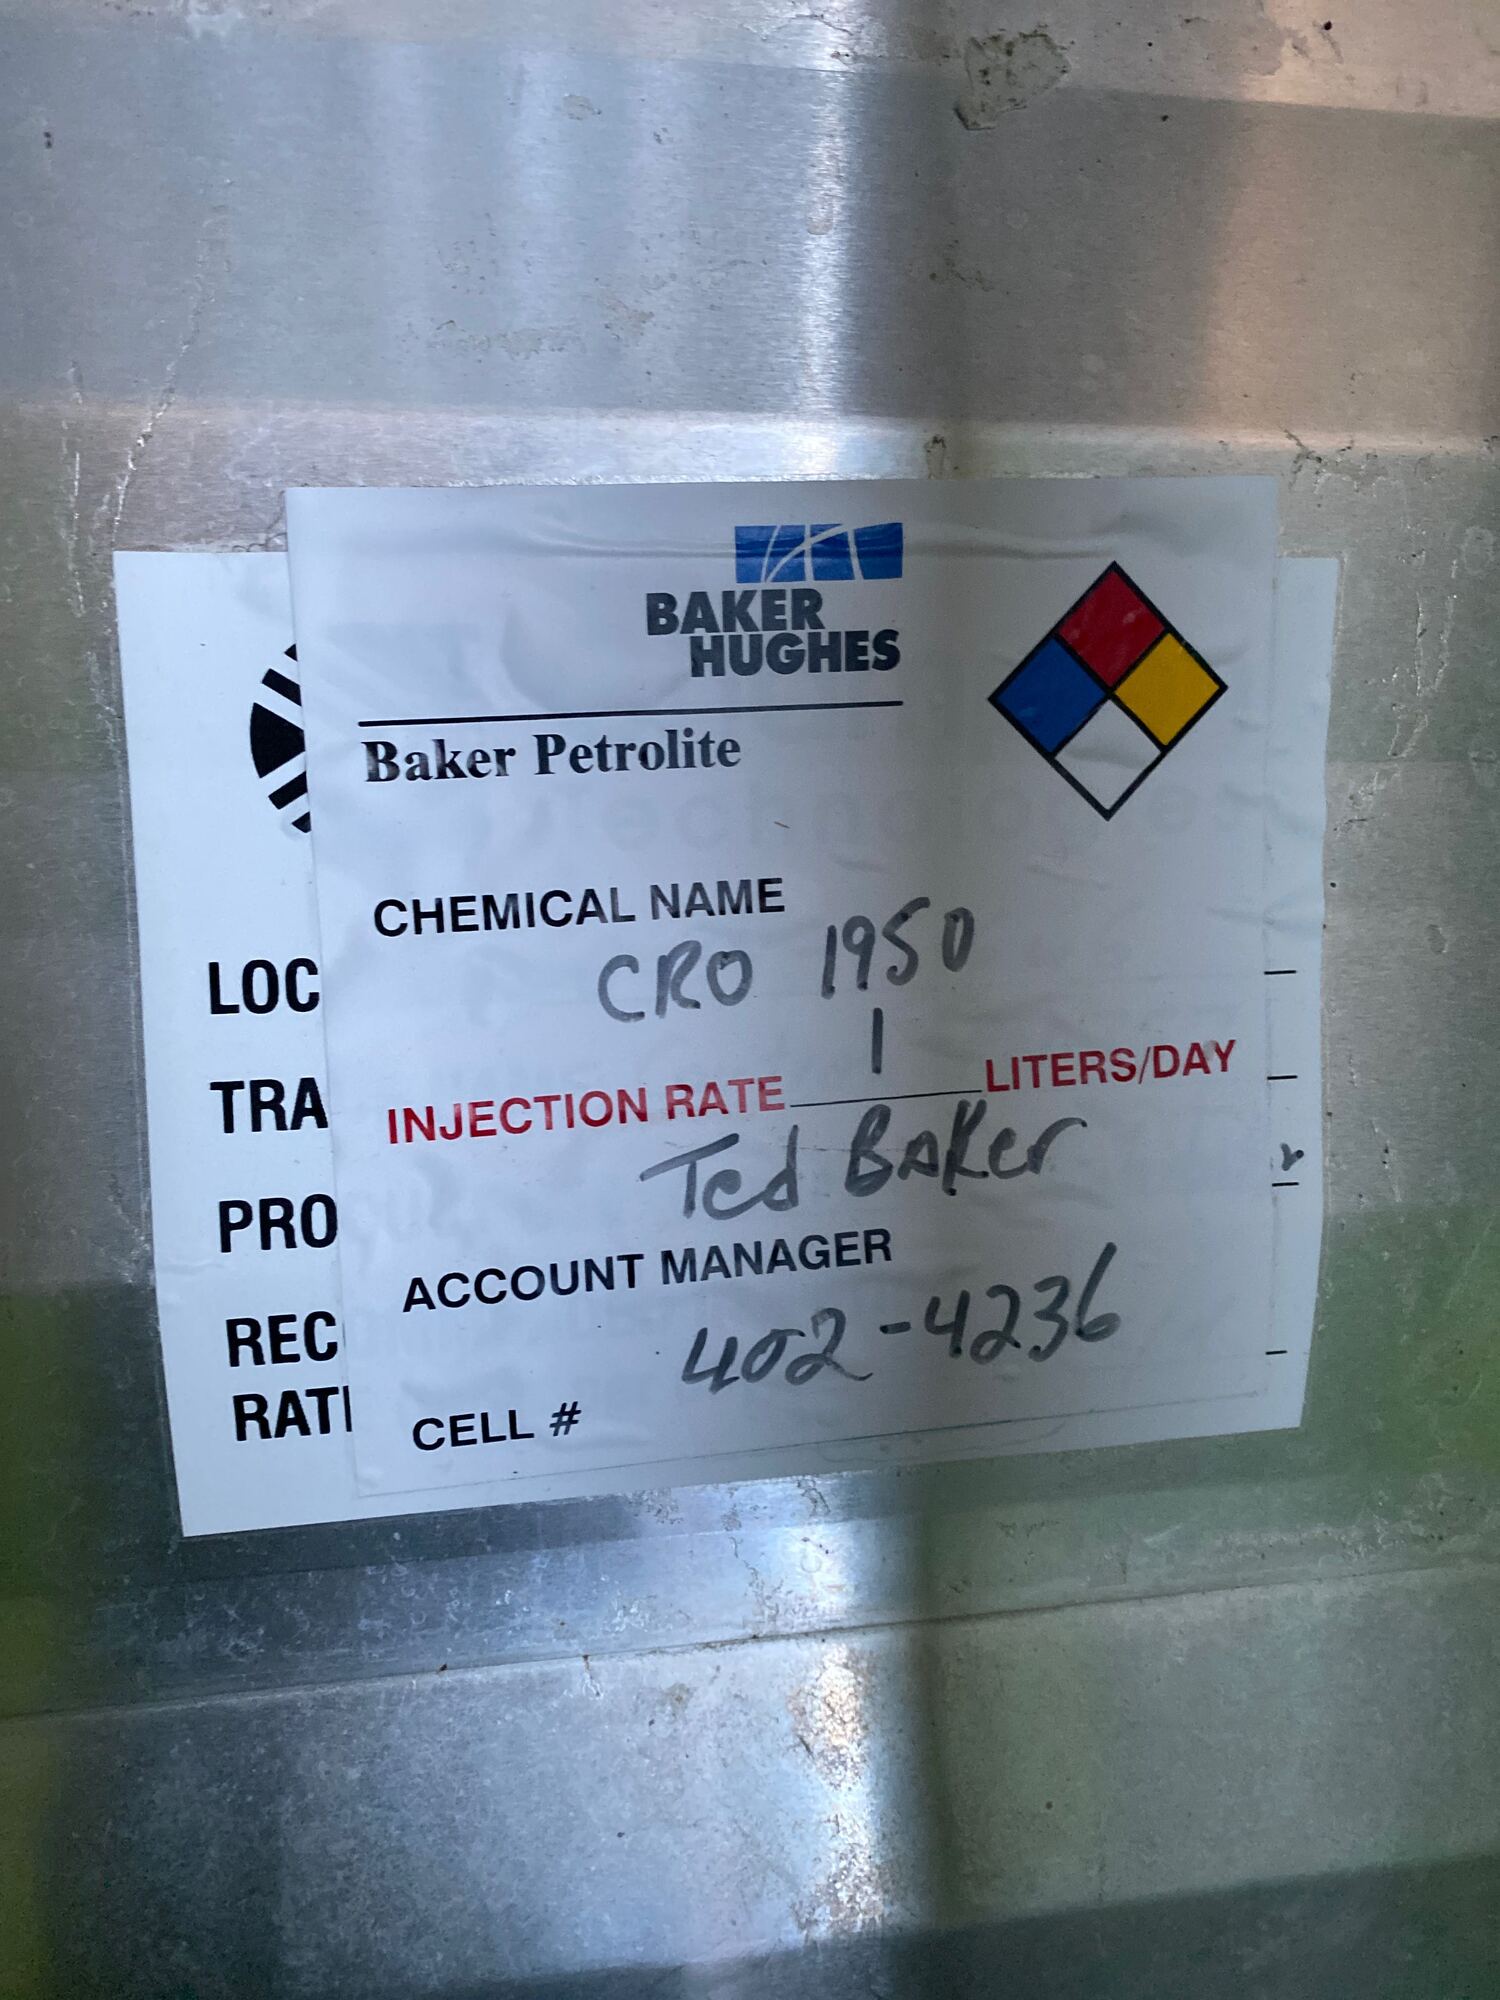 BAKER
HUGHES
Baker Petrolite
CHEMICAL NAME
CRO 1950
INJECTION RATE 1 LITERS/DAY
Ted Baker
ACCOUNT MANAGER
402-4236
CELL #
LOC
TRA
PRO
REC
RAT